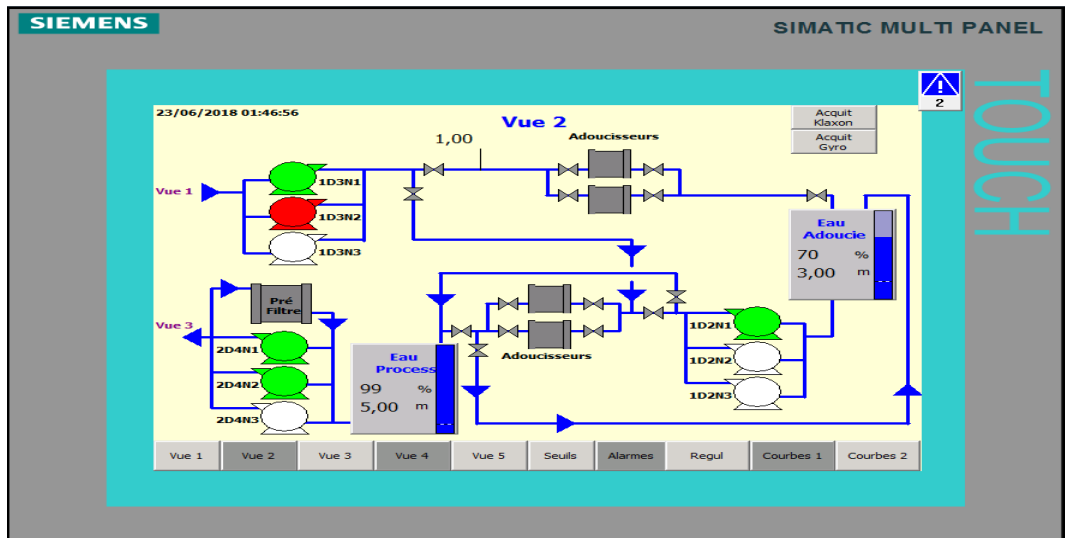 SIEMENS
SIMATIC MULTI PANEL
TOUCH
2
23/06/2018 01:46:56
Vue 2
Acquit
Klaxon
Acquit
Gyro
1,00
Adoucisseurs
Vue 1
1D3N1
1D3N2
1D3N3
Eau
Adoucie
70 %
3,00 m
Pré
Filtre
Vue 3
2D4N1
2D4N2
2D4N3
Eau
Process
99 %
5,00 m
Adoucisseurs
1D2N1
1D2N2
1D2N3
Vue 1 Vue 2 Vue 3 Vue 4 Vue 5 Seuils Alarmes Regul Courbes 1 Courbes 2